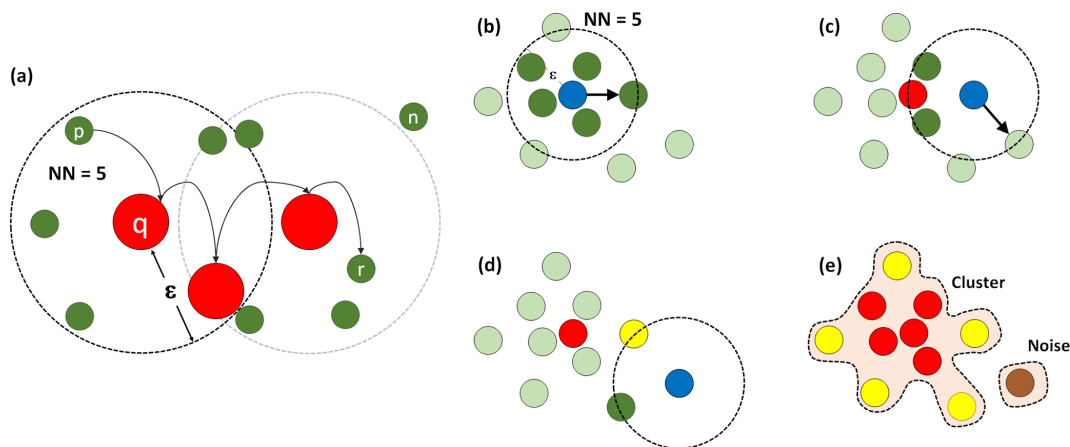 (a)
p
n
NN = 5
q
r
ε
(b)
NN = 5
ε
(c)
(d)
(e)
Cluster
Noise